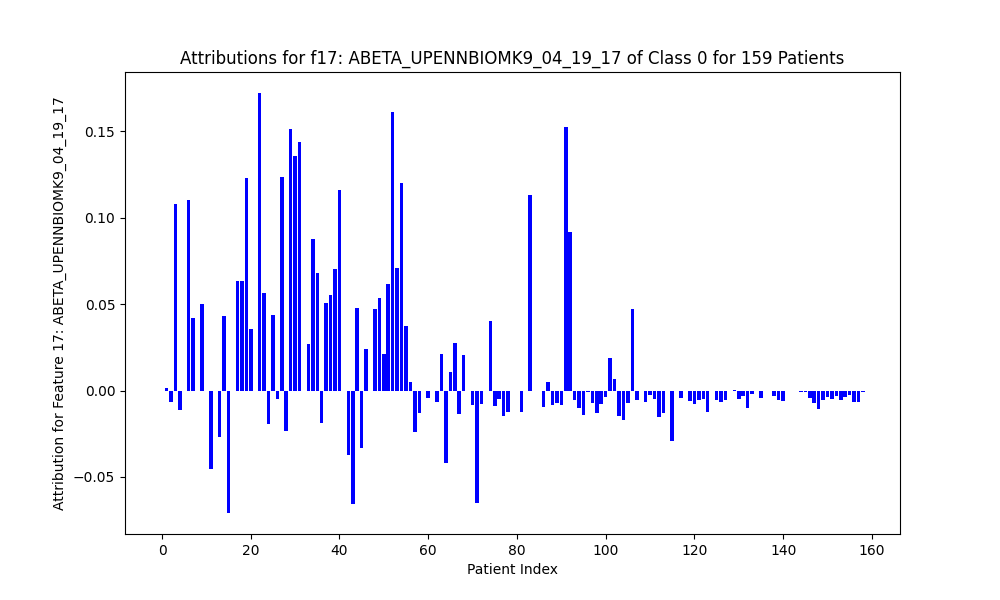 Attributions for f17: ABETA_UPENNBIOMK9_04_19_17 of Class 0 for 159 Patients
Attribution for Feature 17: ABETA_UPENNBIOMK9_04_19_17
0.15
0.10
0.05
0.00
−0.05
0 20 40 60 80 100 120 140 160
Patient Index